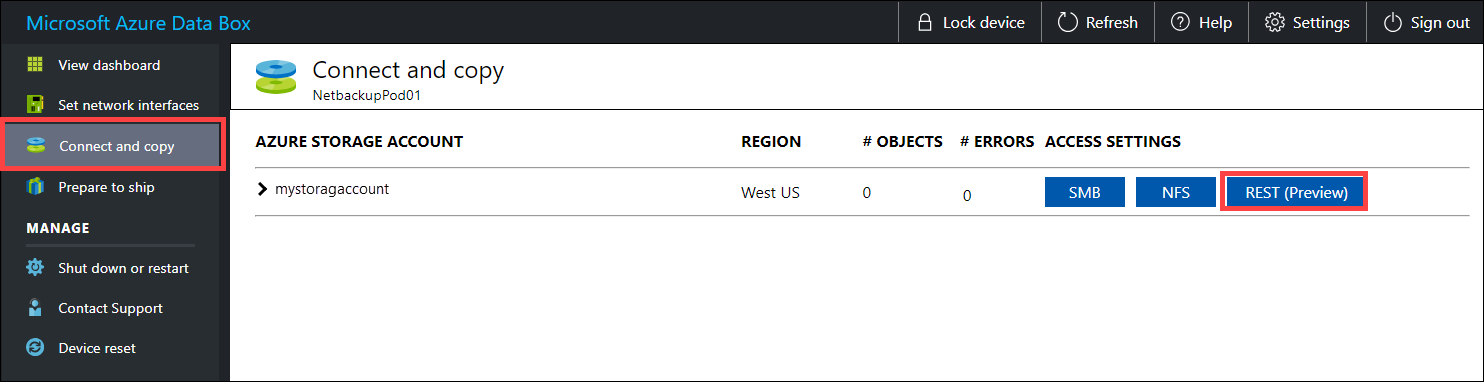 Microsoft Azure Data Box
Lock device
Refresh
Help
Settings
Sign out
View dashboard
Set network interfaces
Connect and copy
Prepare to ship
MANAGE
Shut down or restart
Contact Support
Device reset
Connect and copy
NetbackupPod01
AZURE STORAGE ACCOUNT REGION # OBJECTS # ERRORS ACCESS SETTINGS
mystoragaccount West US 0 0 SMB NFS REST (Preview)